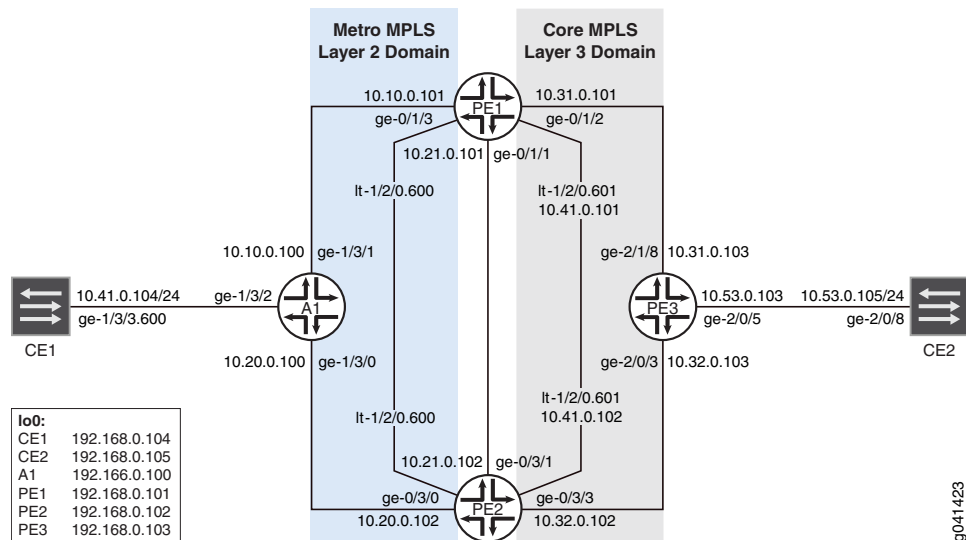 Metro MPLS
Layer 2 Domain
Core MPLS
Layer 3 Domain
10.10.0.101
PE1
10.31.0.101
ge-0/1/3
ge-0/1/2
10.21.0.101
ge-0/1/1
lt-1/2/0.600
lt-1/2/0.601
10.41.0.101
10.10.0.100
ge-1/3/1
ge-2/1/8
10.31.0.103
10.41.0.104/24
ge-1/3/2
A1
PE3
10.53.0.103
10.53.0.105/24
ge-1/3/3.600
ge-2/0/5
ge-2/0/8
CE1
CE2
10.20.0.100
ge-1/3/0
ge-2/0/3
10.32.0.103
lt-1/2/0.600
lt-1/2/0.601
10.41.0.102
lo0:
CE1 192.168.0.104
CE2 192.168.0.105
A1 192.166.0.100
PE1 192.168.0.101
PE2 192.168.0.102
PE3 192.168.0.103
10.21.0.102
ge-0/3/1
ge-0/3/0
PE2
ge-0/3/3
10.20.0.102
10.32.0.102
g041423